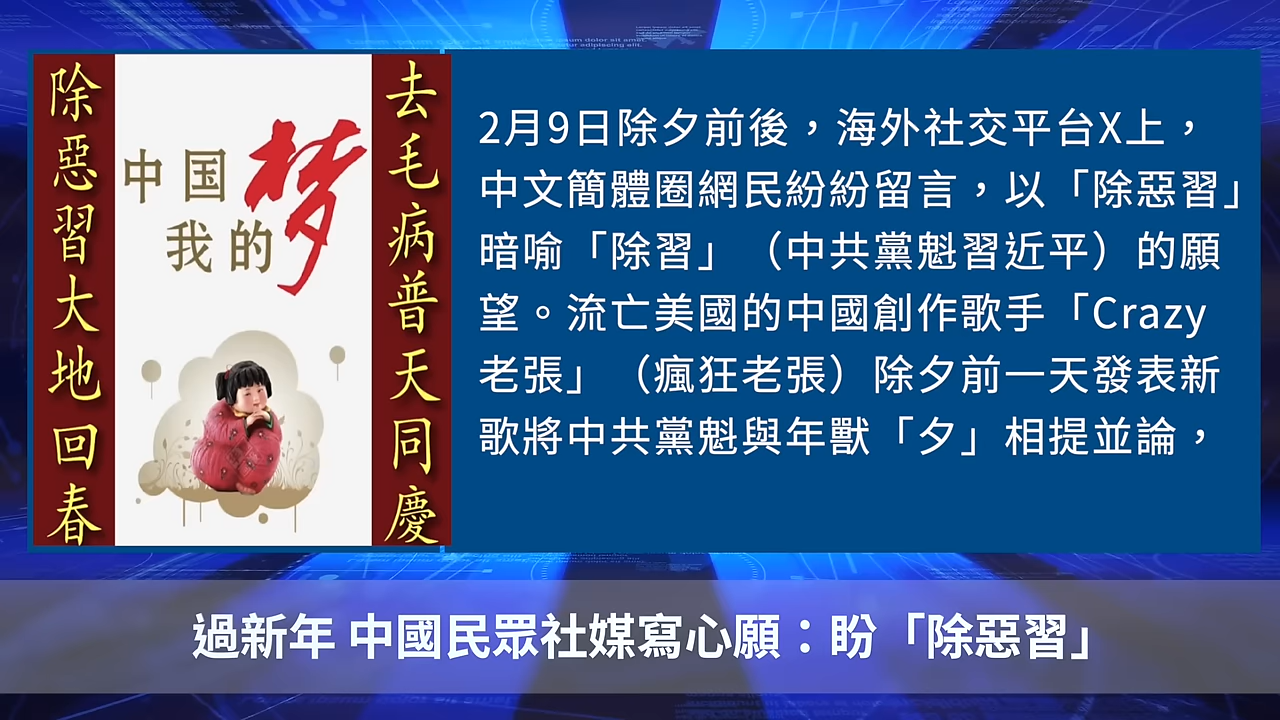 去毛病普天同慶
除惡習大地回春
中国梦
我的
2月9日除夕前後，海外社交平台X上，
中文簡體圈網民紛紛留言，以「除惡習」
暗喻「除習」（中共黨魁習近平）的願
望。流亡美國的中國創作歌手「Crazy
老張」（瘋狂老張）除夕前一天發表新
歌將中共黨魁與年獸「夕」相提並論，
過新年 中國民眾社媒寫心願：盼「除惡習」